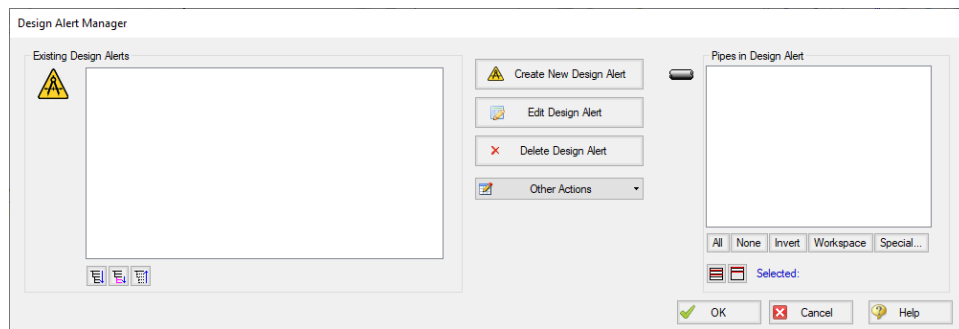 Design Alert Manager
Existing Design Alerts
Create New Design Alert
Edit Design Alert
Delete Design Alert
Other Actions
Pipes in Design Alert
All None Invert Workspace Special...
Selected:
OK Cancel Help